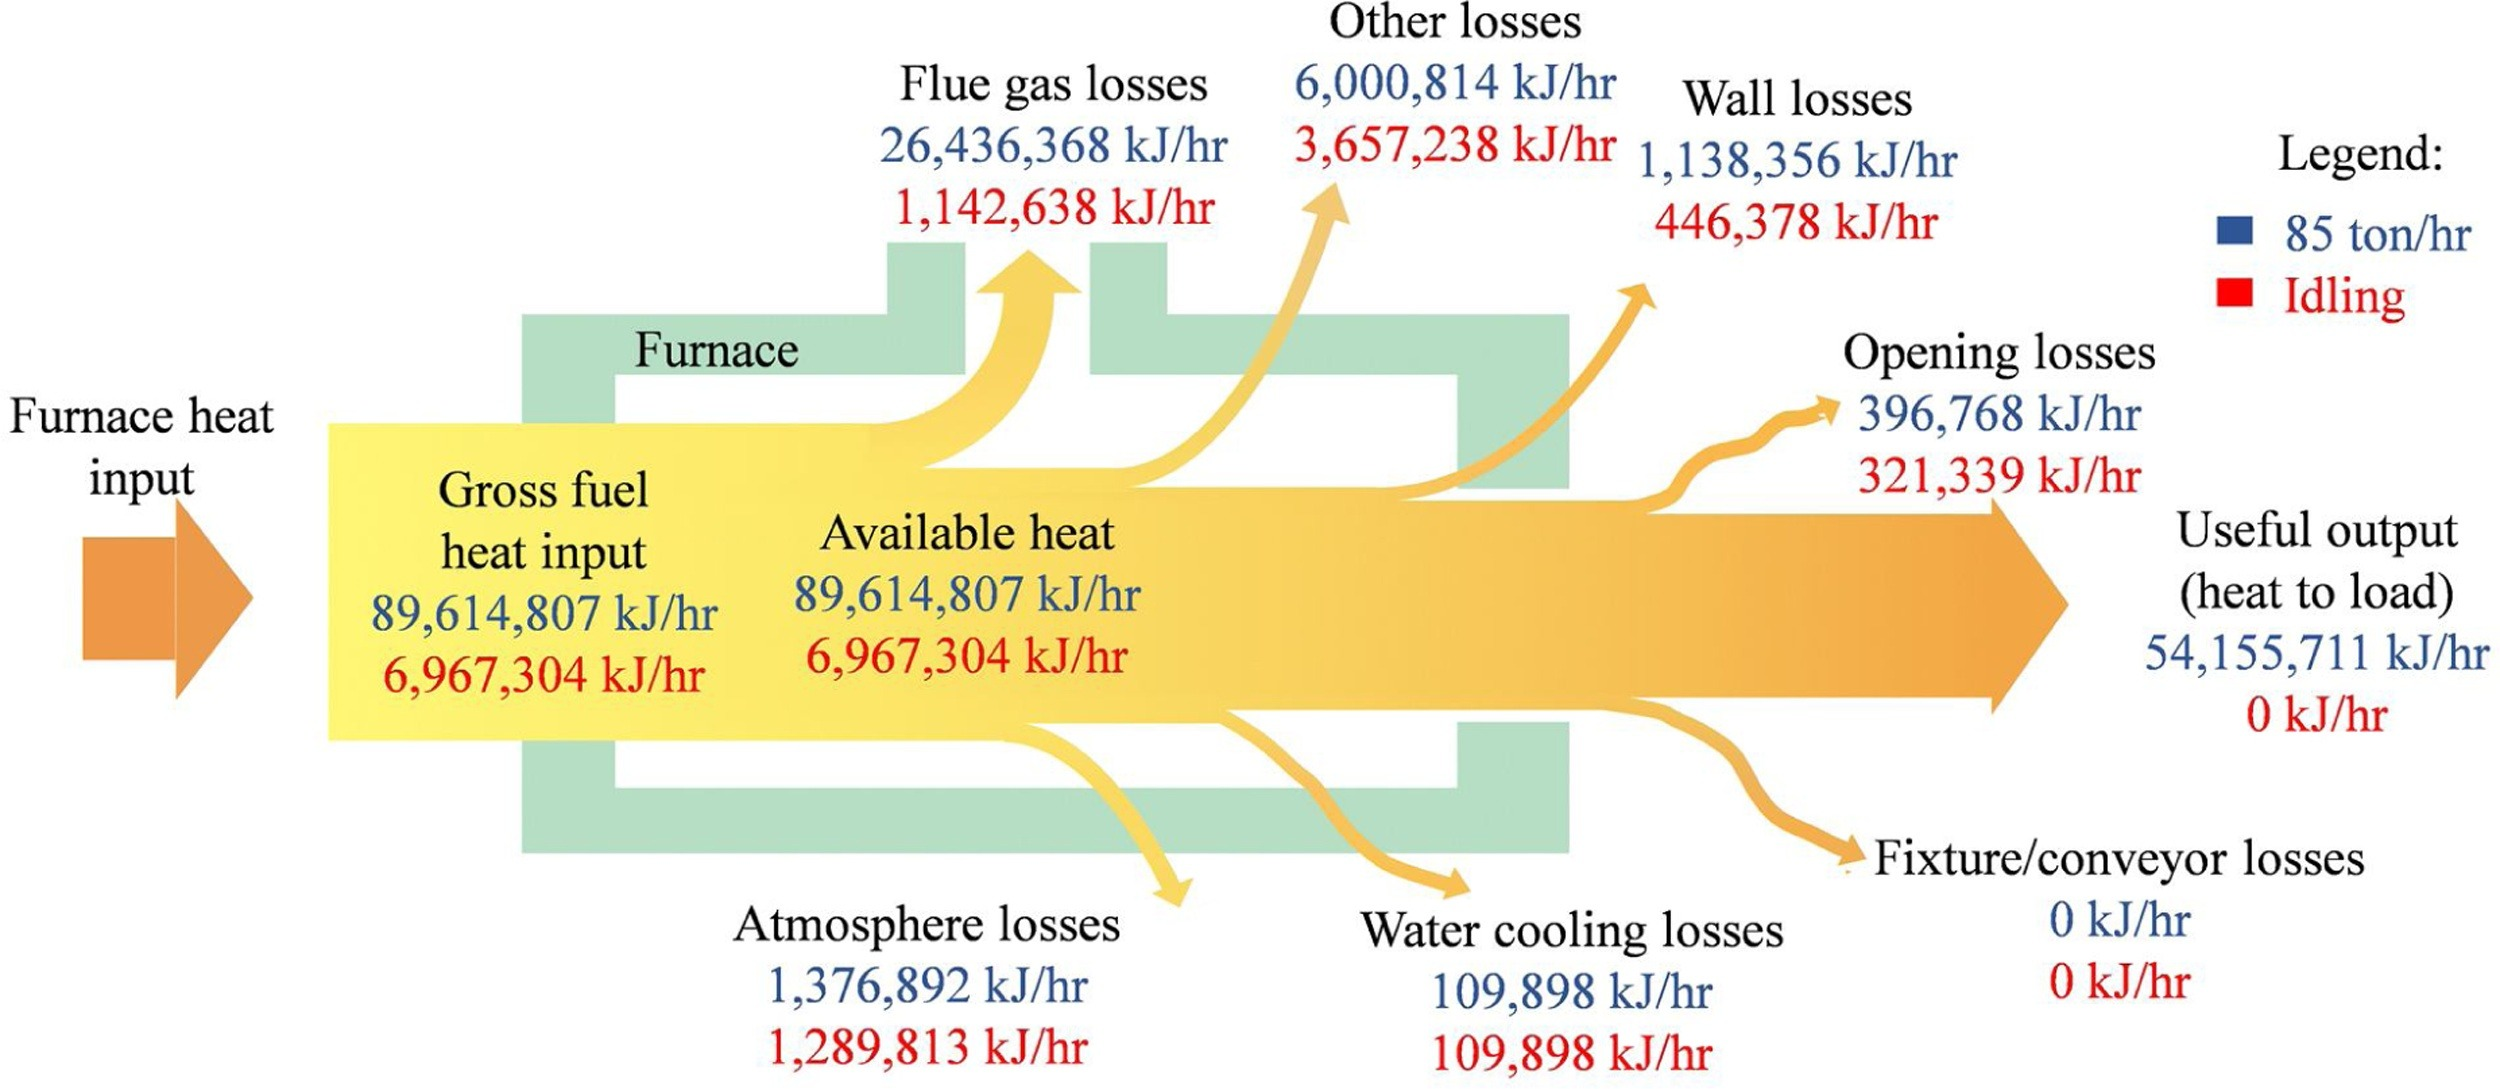 Other losses
6,000,814 kJ/hr
3,657,238 kJ/hr
Flue gas losses
26,436,368 kJ/hr
1,142,638 kJ/hr
Wall losses
1,138,356 kJ/hr
446,378 kJ/hr
Legend:
85 ton/hr
Idling
Furnace
Opening losses
396,768 kJ/hr
321,339 kJ/hr
Furnace heat
input
Gross fuel
heat input
89,614,807 kJ/hr
6,967,304 kJ/hr
Available heat
89,614,807 kJ/hr
6,967,304 kJ/hr
Useful output
(heat to load)
54,155,711 kJ/hr
0 kJ/hr
Atmosphere losses
1,376,892 kJ/hr
1,289,813 kJ/hr
Water cooling losses
109,898 kJ/hr
109,898 kJ/hr
Fixture/conveyor losses
0 kJ/hr
0 kJ/hr